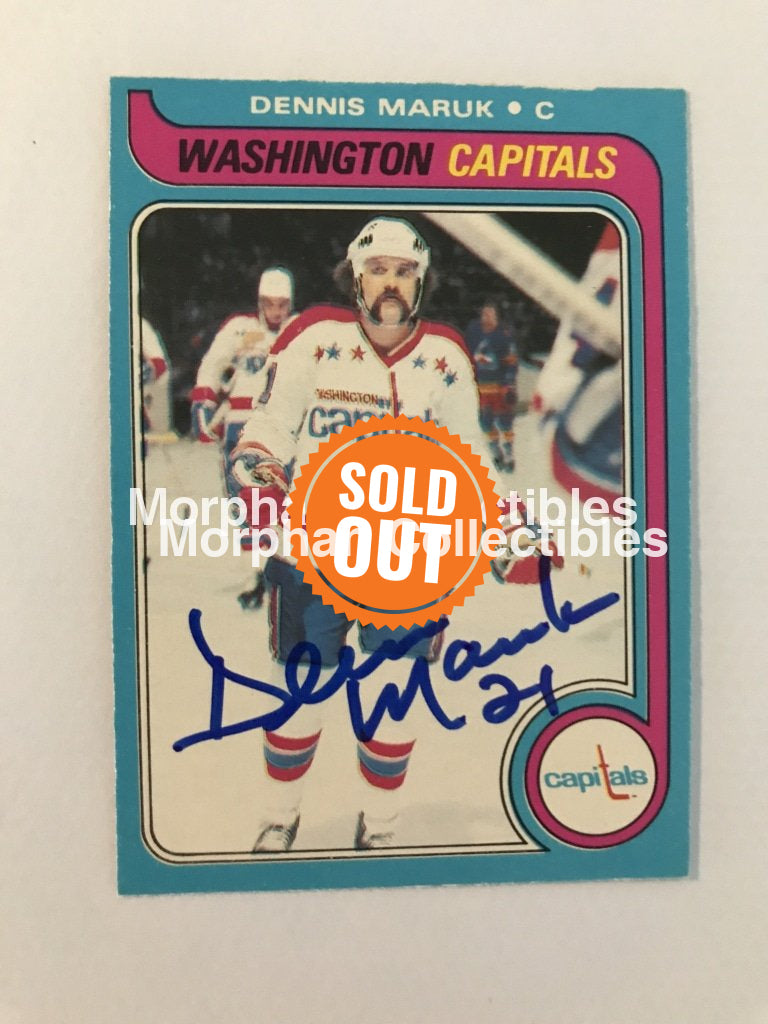 DENNIS MARUK • C
WASHINGTON CAPITALS
WASHINGTON
capitals
SOLD
OUT
Morphan Collectibles
Morphan Collectibles
Dennis
Maruk 21
capitals